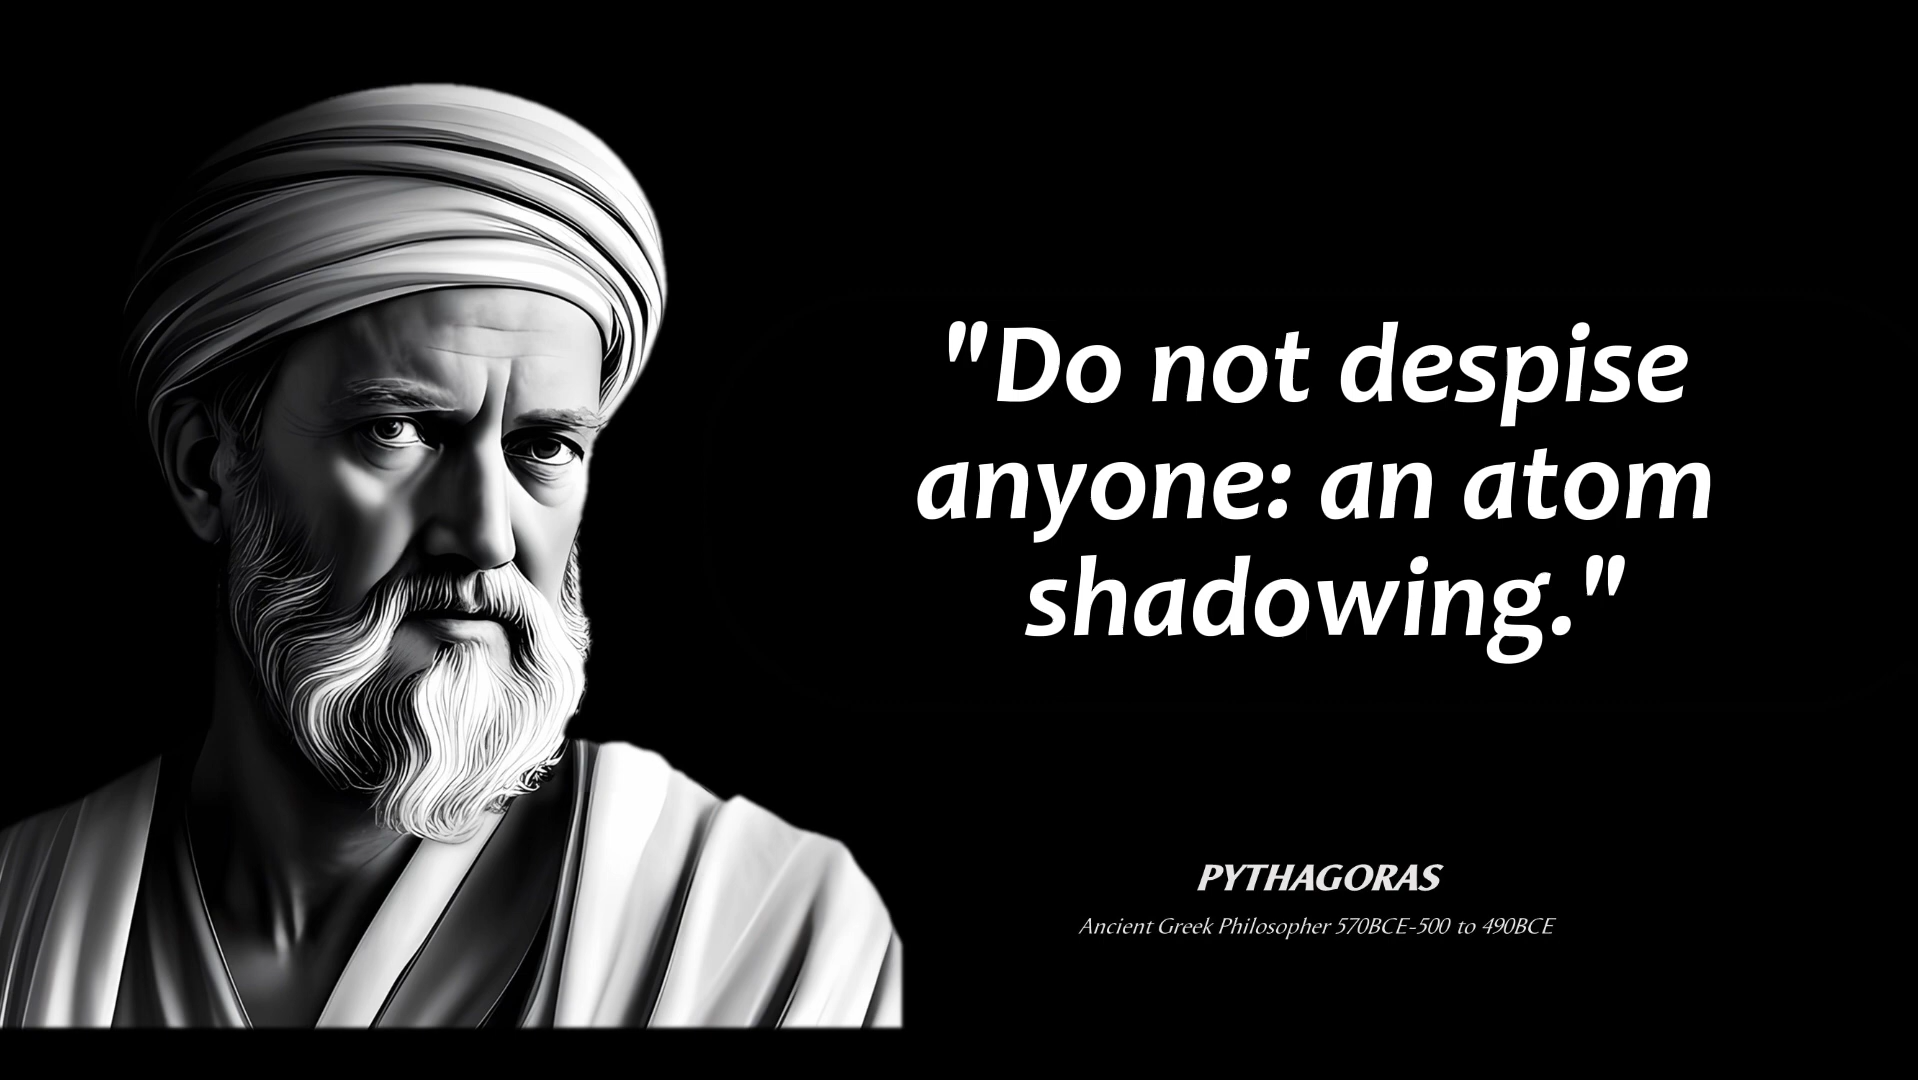 "Do not despise
anyone: an atom
shadowing."
PYTHAGORAS
Ancient Greek Philosopher 570BCE-500 to 490BCE